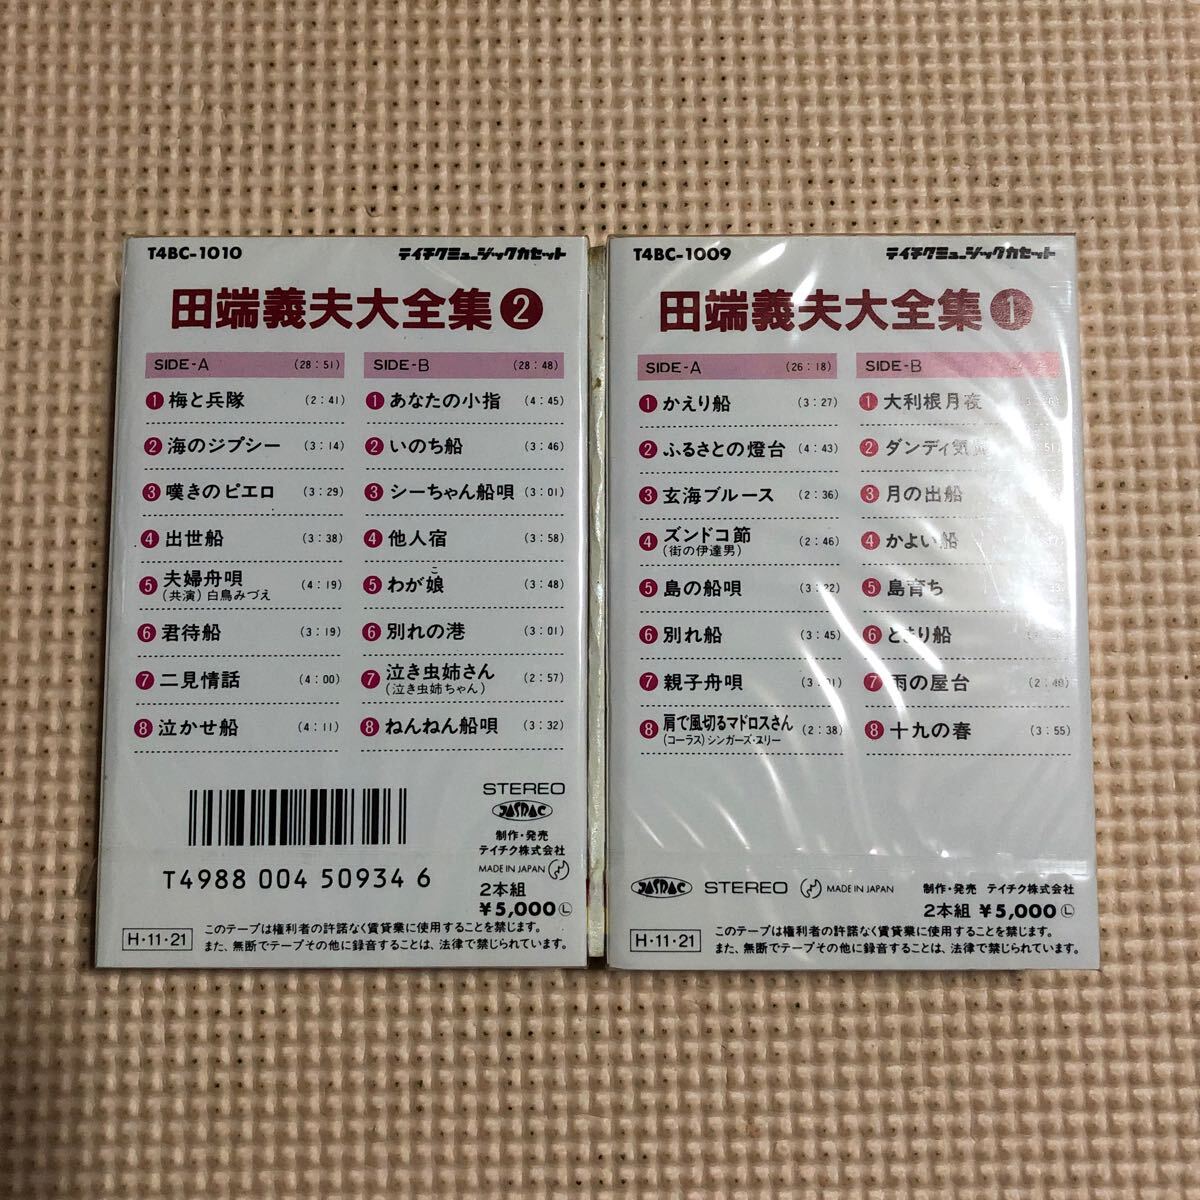 T4BC-1010 テイチクミュージックカセット
田端義夫大全集❷
SIDE-A (28:51)
1 梅と兵隊 (2:41)
2 海のジプシー (3:14)
3 嘆きのピエロ (3:29)
4 出世船 (3:38)
5 夫婦舟唄 (4:19)
(共演)白鳥みづえ
6 君待船 (3:19)
7 二見情話 (4:00)
8 泣かせ船 (4:11)
SIDE-B (28:48)
1 あなたの小指 (4:45)
2 いのち船 (3:46)
3 シーちゃん船唄 (3:01)
4 他人宿 (3:58)
こ
5 わが娘 (3:48)
6 別れの港 (3:01)
7 泣き虫姉さん (2:57)
(泣き虫姉ちゃん)
8 ねんねん船唄 (3:32)
STEREO
JASRAC
制作・発売
テイチク株式会社
MADE IN JAPAN
T4988 004 50934 6
2本組
¥5,000 Ⓛ
H・11・21
このテープは権利者の許諾なく賃貸業に使用することを禁じます。
また、無断でテープその他に録音することは、法律で禁じられています。
T4BC-1009 テイチクミュージックカセット
田端義夫大全集❶
SIDE-A (26:18)
1 かえり船 (3:27)
2 ふるさとの燈台 (4:43)
3 玄海ブルース (2:36)
4 ズンドコ節 (2:46)
(街の伊達男)
5 島の船唄 (3:22)
6 別れ船 (3:45)
7 親子舟唄 (3:01)
8 肩で風切るマドロスさん (2:38)
(コーラス)シンガーズ・スリー
SIDE-B
1 大利根月夜
2 ダンディ気質
3 月の出船
4 かよい船
5 島育ち
6 とまり船
7 雨の屋台 (2:49)
8 十九の春 (3:55)
JASRAC STEREO MADE IN JAPAN 制作・発売 テイチク株式会社
2本組 ¥5,000 Ⓛ
H・11・21
このテープは権利者の許諾なく賃貸業に使用することを禁じます。
また、無断でテープその他に録音することは、法律で禁じられています。